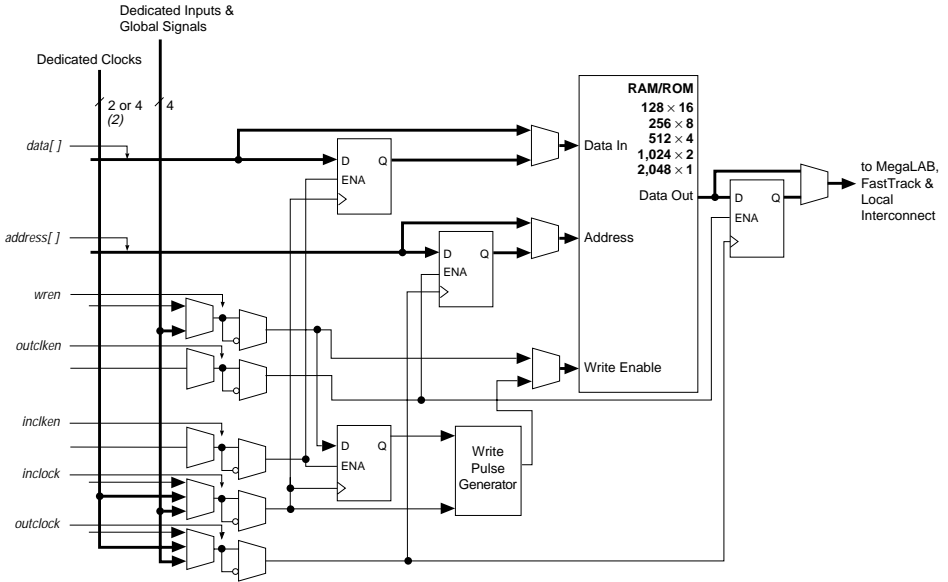 Dedicated Inputs &
Global Signals
Dedicated Clocks
2 or 4
(2)
4
RAM/ROM
128 × 16
256 × 8
512 × 4
1,024 × 2
2,048 × 1
data[ ]
D Q
ENA
Data In
Data Out
D Q
ENA
to MegaLAB,
FastTrack &
Local
Interconnect
address[ ]
D Q
ENA
Address
wren
outclken
Write Enable
inclken
D Q
ENA
Write
Pulse
Generator
inclock
outclock